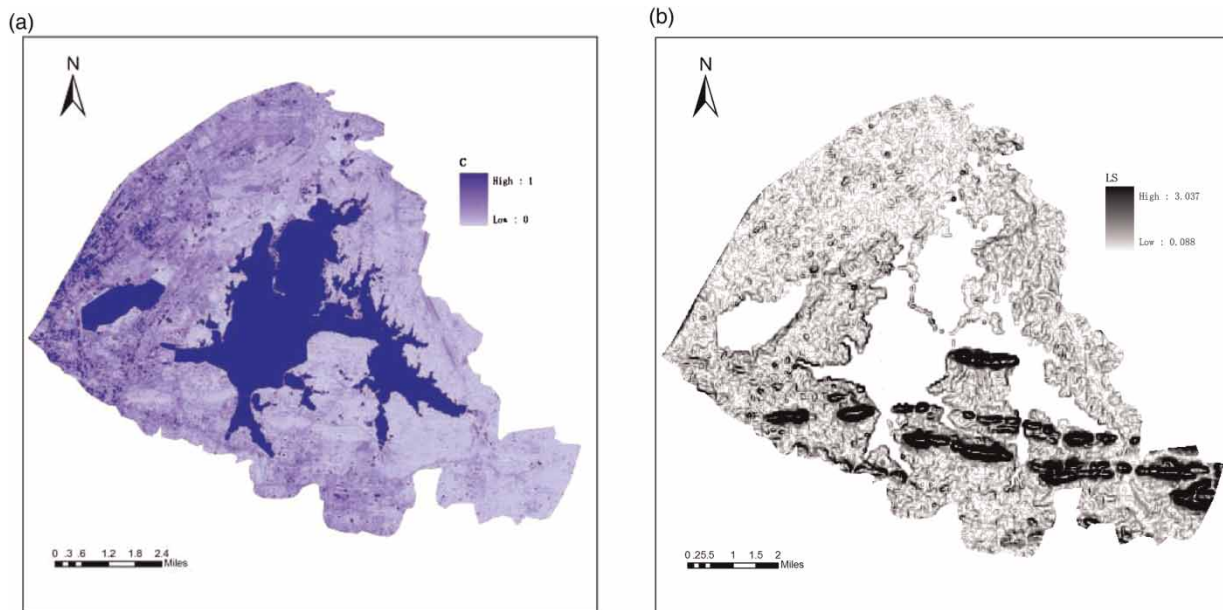 (a)
N
C
High : 1
Low : 0
0 .3 .6 1.2 1.8 2.4
Miles
(b)
N
LS
High : 3.037
Low : 0.088
0 0.25.5 1 1.5 2
Miles